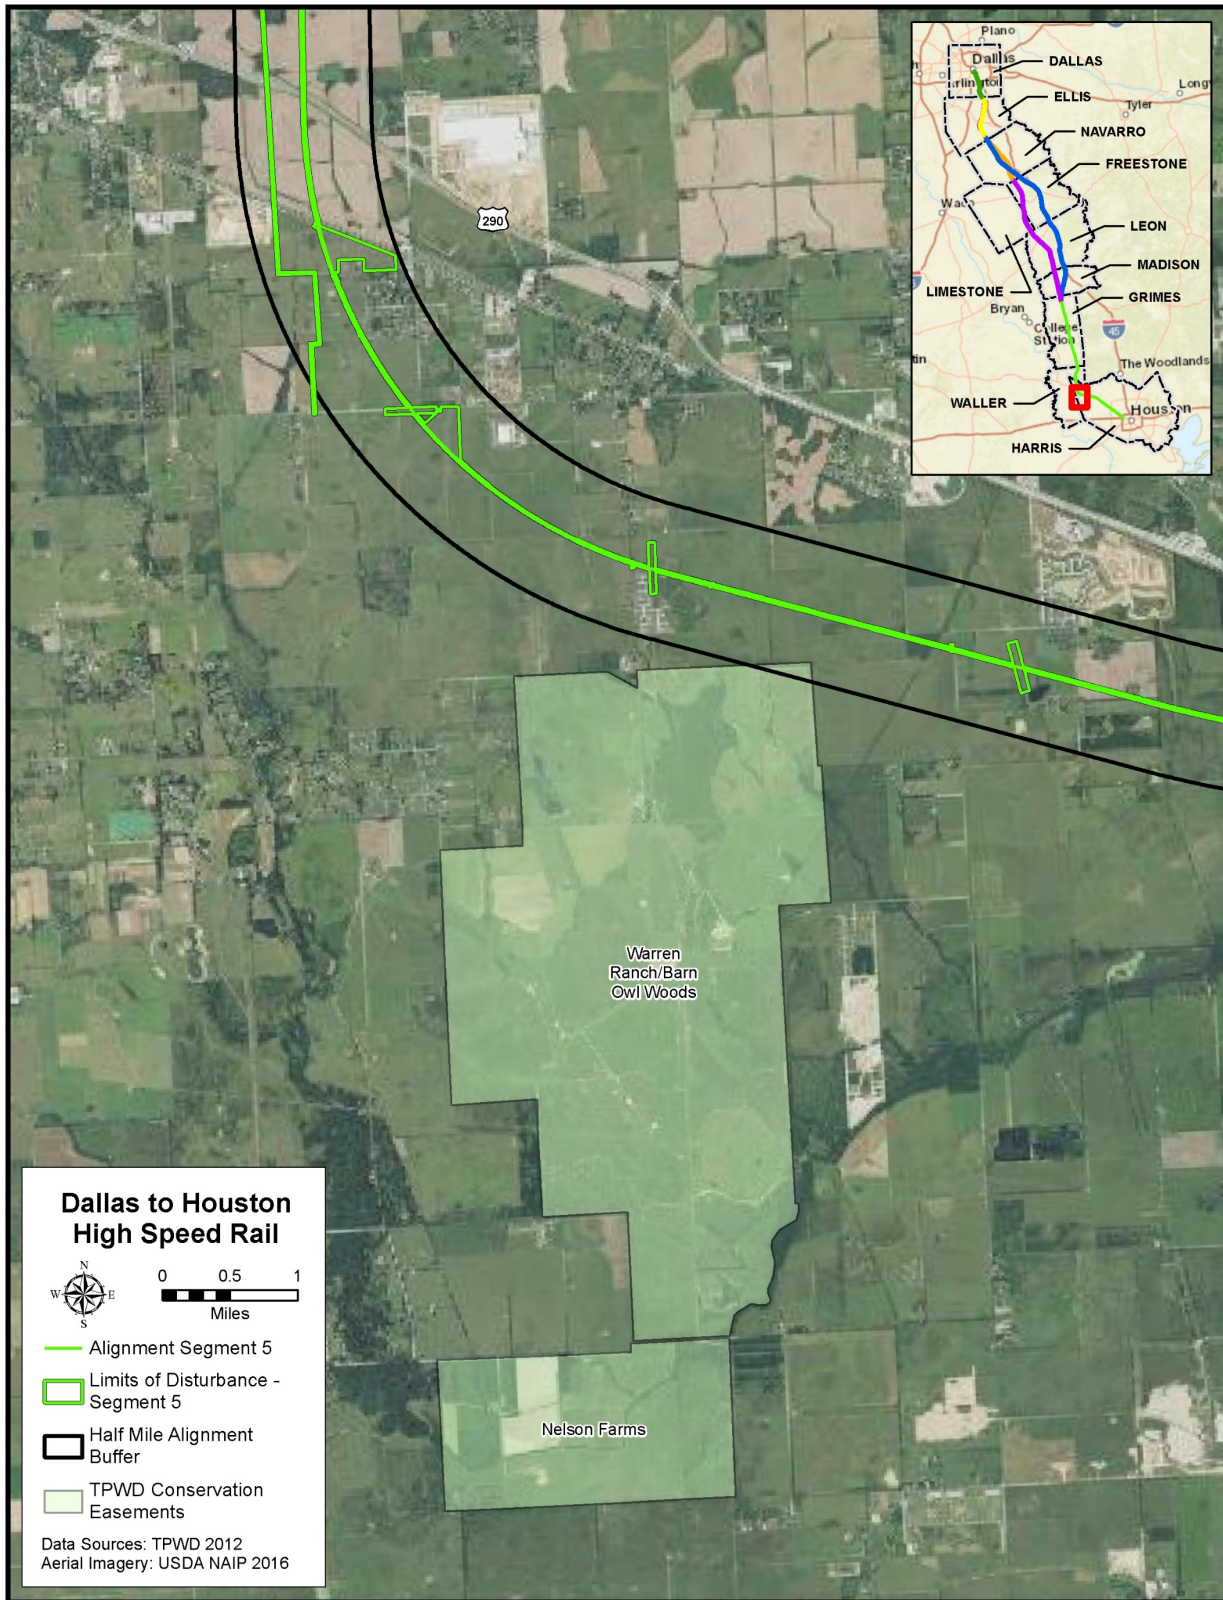 290
Plano
Dallas
DALLAS
ELLIS
Tyler
NAVARRO
FREESTONE
LEON
MADISON
LIMESTONE
GRIMES
Bryan
College
Station
45
The Woodlands
WALLER
Houston
HARRIS
Warren
Ranch/Barn
Owl Woods
Nelson Farms
Dallas to Houston
High Speed Rail
N
W E
S
0 0.5 1
Miles
Alignment Segment 5
Limits of Disturbance -
Segment 5
Half Mile Alignment
Buffer
TPWD Conservation
Easements
Data Sources: TPWD 2012
Aerial Imagery: USDA NAIP 2016